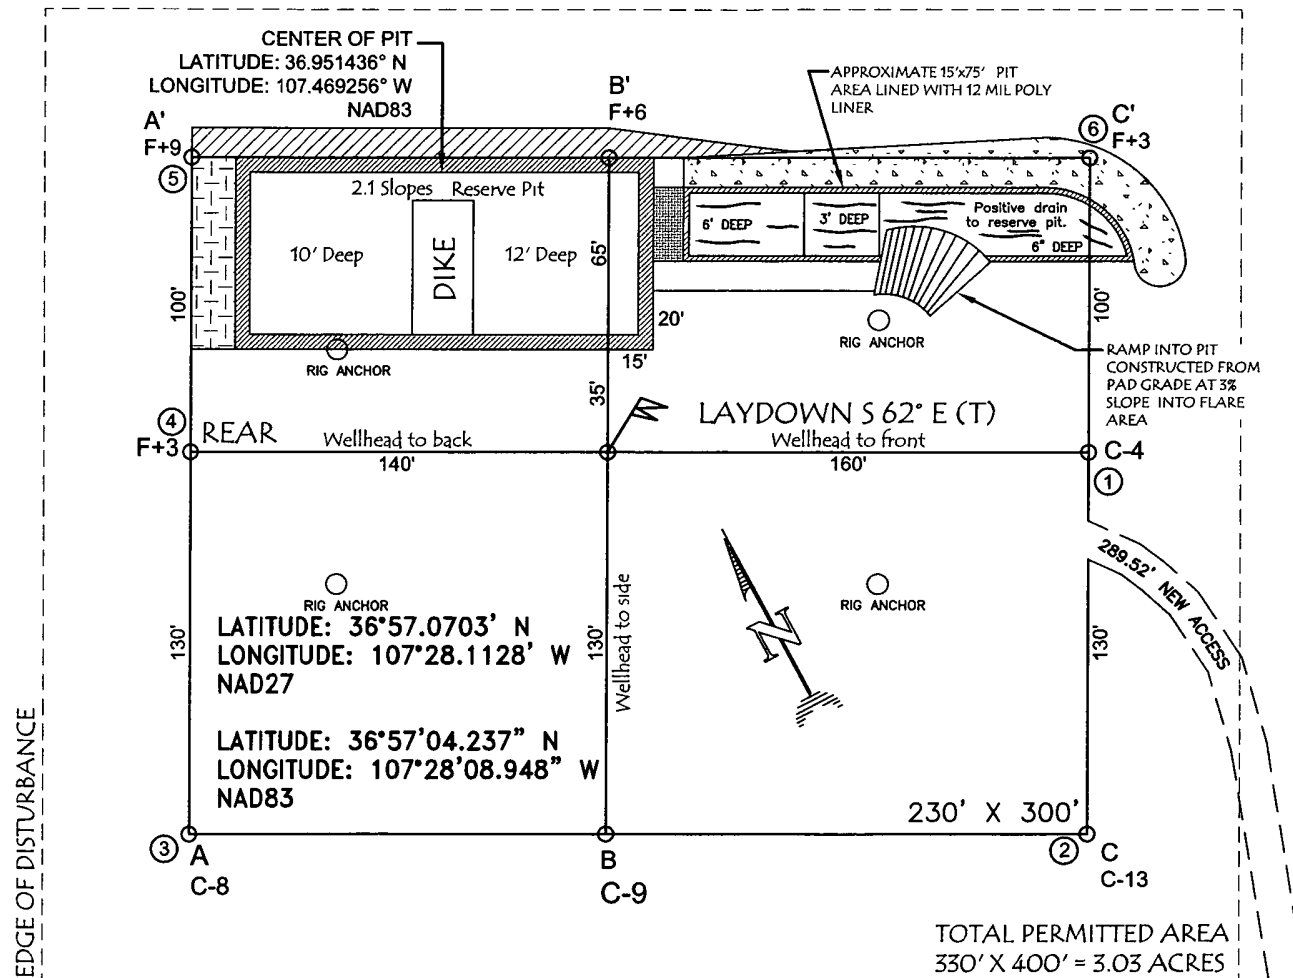 CENTER OF PIT
LATITUDE: 36.951436° N
LONGITUDE: 107.469256° W
NAD83
A'
F+9
5
B'
F+6
APPROXIMATE 15'x75' PIT
AREA LINED WITH 12 MIL POLY
LINER
6
C'
F+3
2.1 Slopes Reserve Pit
10' Deep
DIKE
12' Deep
65'
6' DEEP
3' DEEP
Positive drain
to reserve pit.
6" DEEP
100'
20'
15'
35'
RIG ANCHOR
RIG ANCHOR
100'
RAMP INTO PIT
CONSTRUCTED FROM
PAD GRADE AT 3%
SLOPE INTO FLARE
AREA
4
F+3
REAR
Wellhead to back
140'
LAYDOWN S 62° E (T)
Wellhead to front
160'
C-4
1
289.52' NEW ACCESS
N
RIG ANCHOR
RIG ANCHOR
130'
Wellhead to side
130'
130'
LATITUDE: 36°57.0703' N
LONGITUDE: 107°28.1128' W
NAD27
LATITUDE: 36°57'04.237" N
LONGITUDE: 107°28'08.948" W
NAD83
230' X 300'
3
A
C-8
B
C-9
2
C
C-13
EDGE OF DISTURBANCE
TOTAL PERMITTED AREA
330' X 400' = 3.03 ACRES